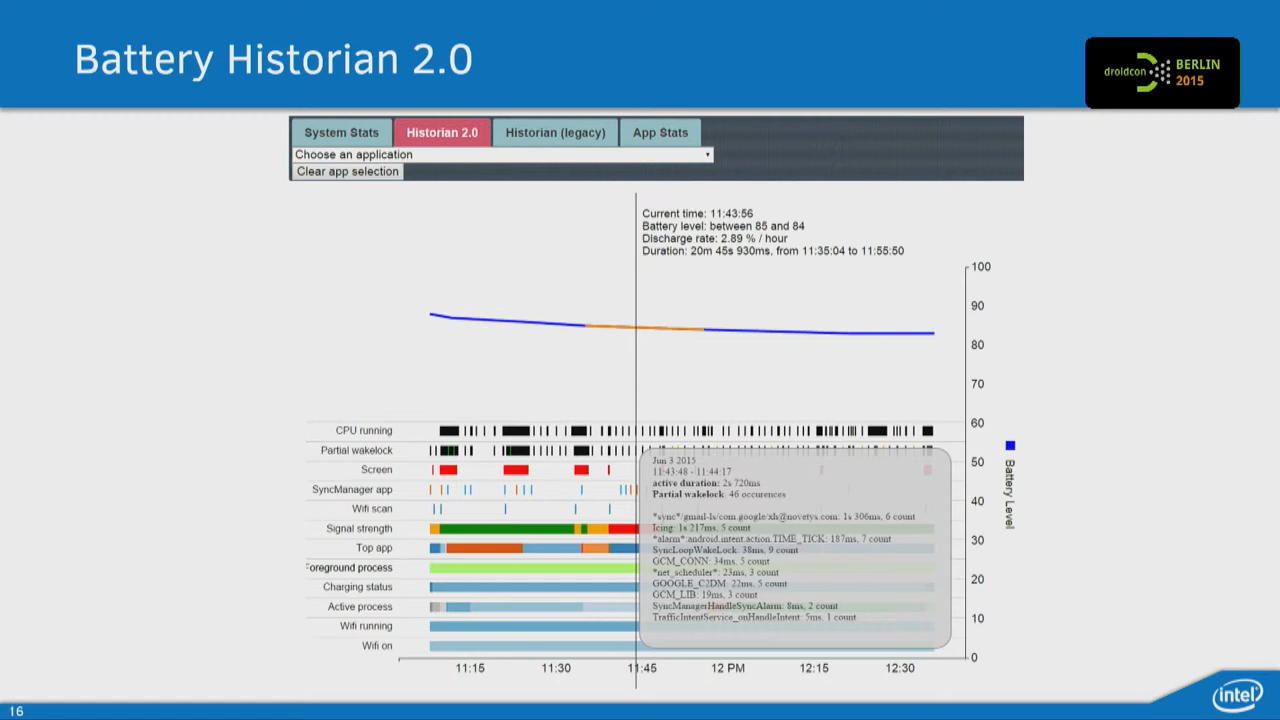 Battery Historian 2.0
droidcon
BERLIN
2015
System Stats
Historian 2.0
Historian (legacy)
App Stats
Choose an application
Clear app selection
Current time: 11:43:56
Battery level: between 85 and 84
Discharge rate: 2.89 % / hour
Duration: 20m 45s 930ms, from 11:35:04 to 11:55:50
100
90
80
70
60
50
40
30
20
10
0
Battery Level
CPU running
Partial wakelock
Screen
SyncManager app
Wifi scan
Signal strength
Top app
Foreground process
Charging status
Active process
Wifi running
Wifi on
Jun 3 2015
11:43:48 - 11:44:17
active duration: 2s 720ms
Partial wakelock: 46 occurences
*sync*/gmail-ls/com.google/xh@novetys.com: 1s 306ms, 6 count
Icing: 1s 217ms, 5 count
*alarm*:android.intent.action.TIME_TICK: 187ms, 7 count
SyncLoopWakeLock: 38ms, 9 count
GCM_CONN: 34ms, 5 count
*net_scheduler*: 23ms, 3 count
GOOGLE_C2DM: 22ms, 5 count
GCM_LIB: 19ms, 3 count
SyncManagerHandleSyncAlarm: 8ms, 2 count
TrafficIntentService_onHandleIntent: 5ms, 1 count
11:15
11:30
11:45
12 PM
12:15
12:30
16
intel